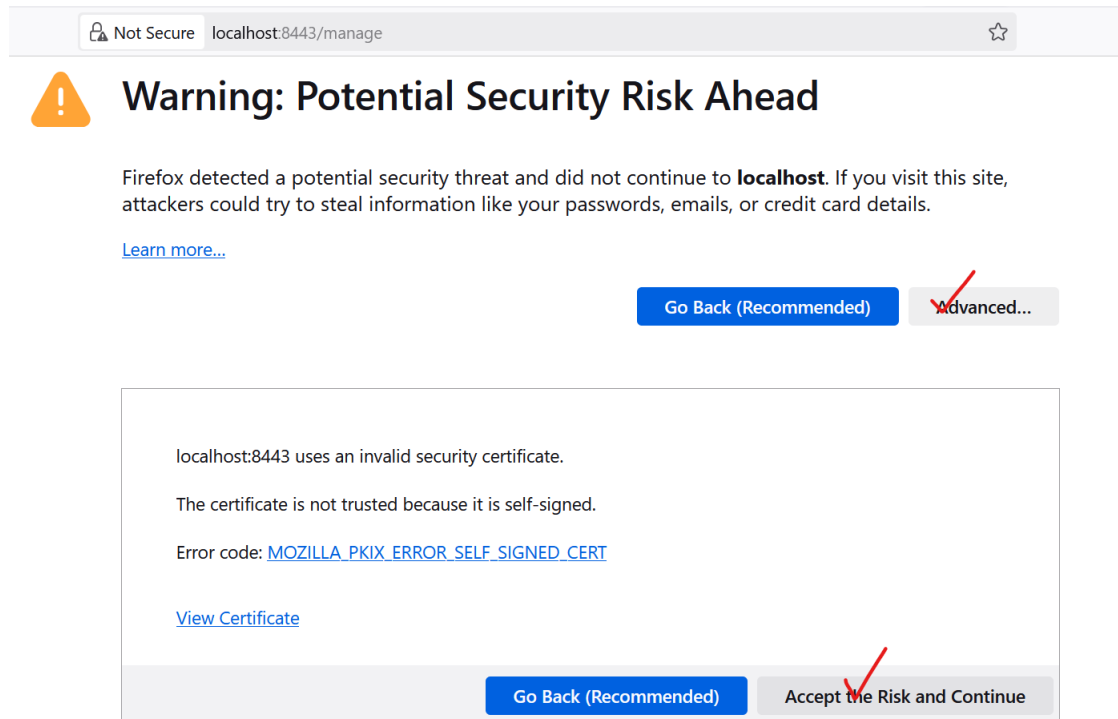 Not Secure localhost:8443/manage
Warning: Potential Security Risk Ahead
Firefox detected a potential security threat and did not continue to localhost. If you visit this site,
attackers could try to steal information like your passwords, emails, or credit card details.
Learn more...
Go Back (Recommended) Advanced...
localhost:8443 uses an invalid security certificate.
The certificate is not trusted because it is self-signed.
Error code: MOZILLA_PKIX_ERROR_SELF_SIGNED_CERT
View Certificate
Go Back (Recommended) Accept the Risk and Continue